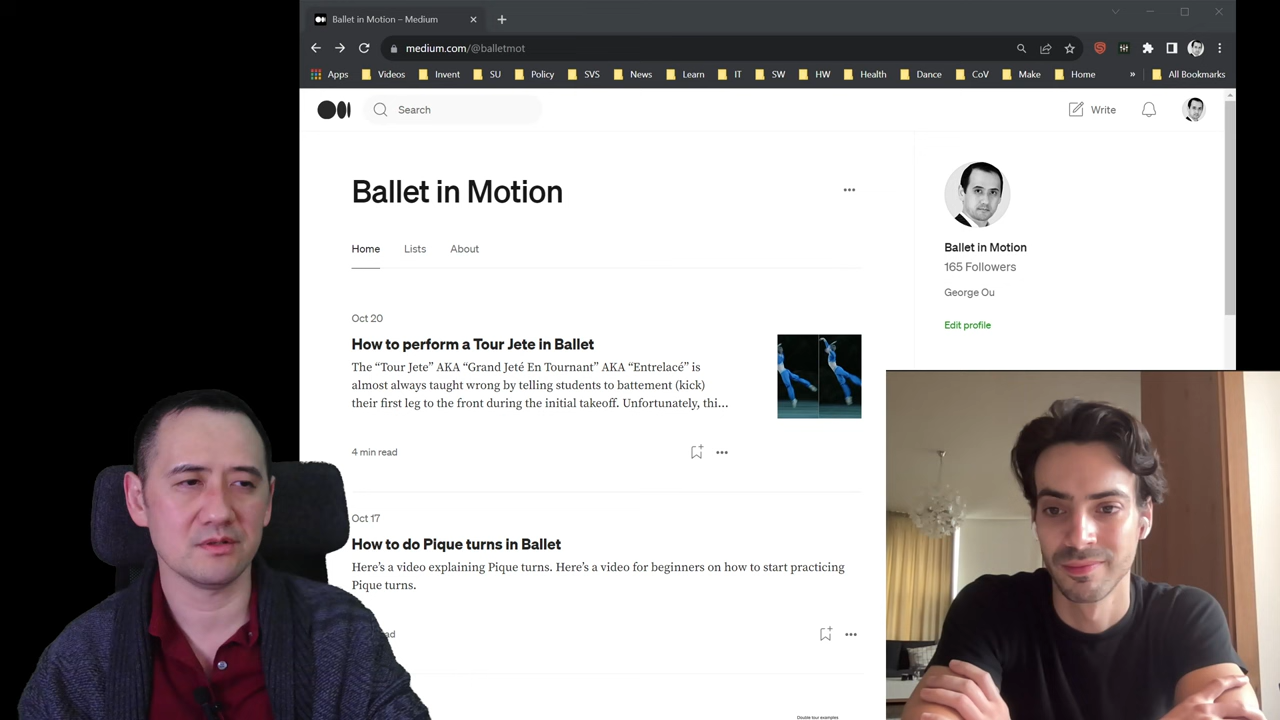 Ballet in Motion – Medium
medium.com/@balletmot
Apps Videos Invent SU Policy SVS News Learn IT SW HW Health Dance CoV Make Home » All Bookmarks
Search
Write
Ballet in Motion
Home Lists About
Oct 20
How to perform a Tour Jete in Ballet
The “Tour Jete” AKA “Grand Jeté En Tournant” AKA “Entrelacé” is
almost always taught wrong by telling students to battement (kick)
their first leg to the front during the initial takeoff. Unfortunately, thi...
4 min read
Oct 17
How to do Pique turns in Ballet
Here’s a video explaining Pique turns. Here’s a video for beginners on how to start practicing
Pique turns.
ad
Double tour examples
Ballet in Motion
165 Followers
George Ou
Edit profile